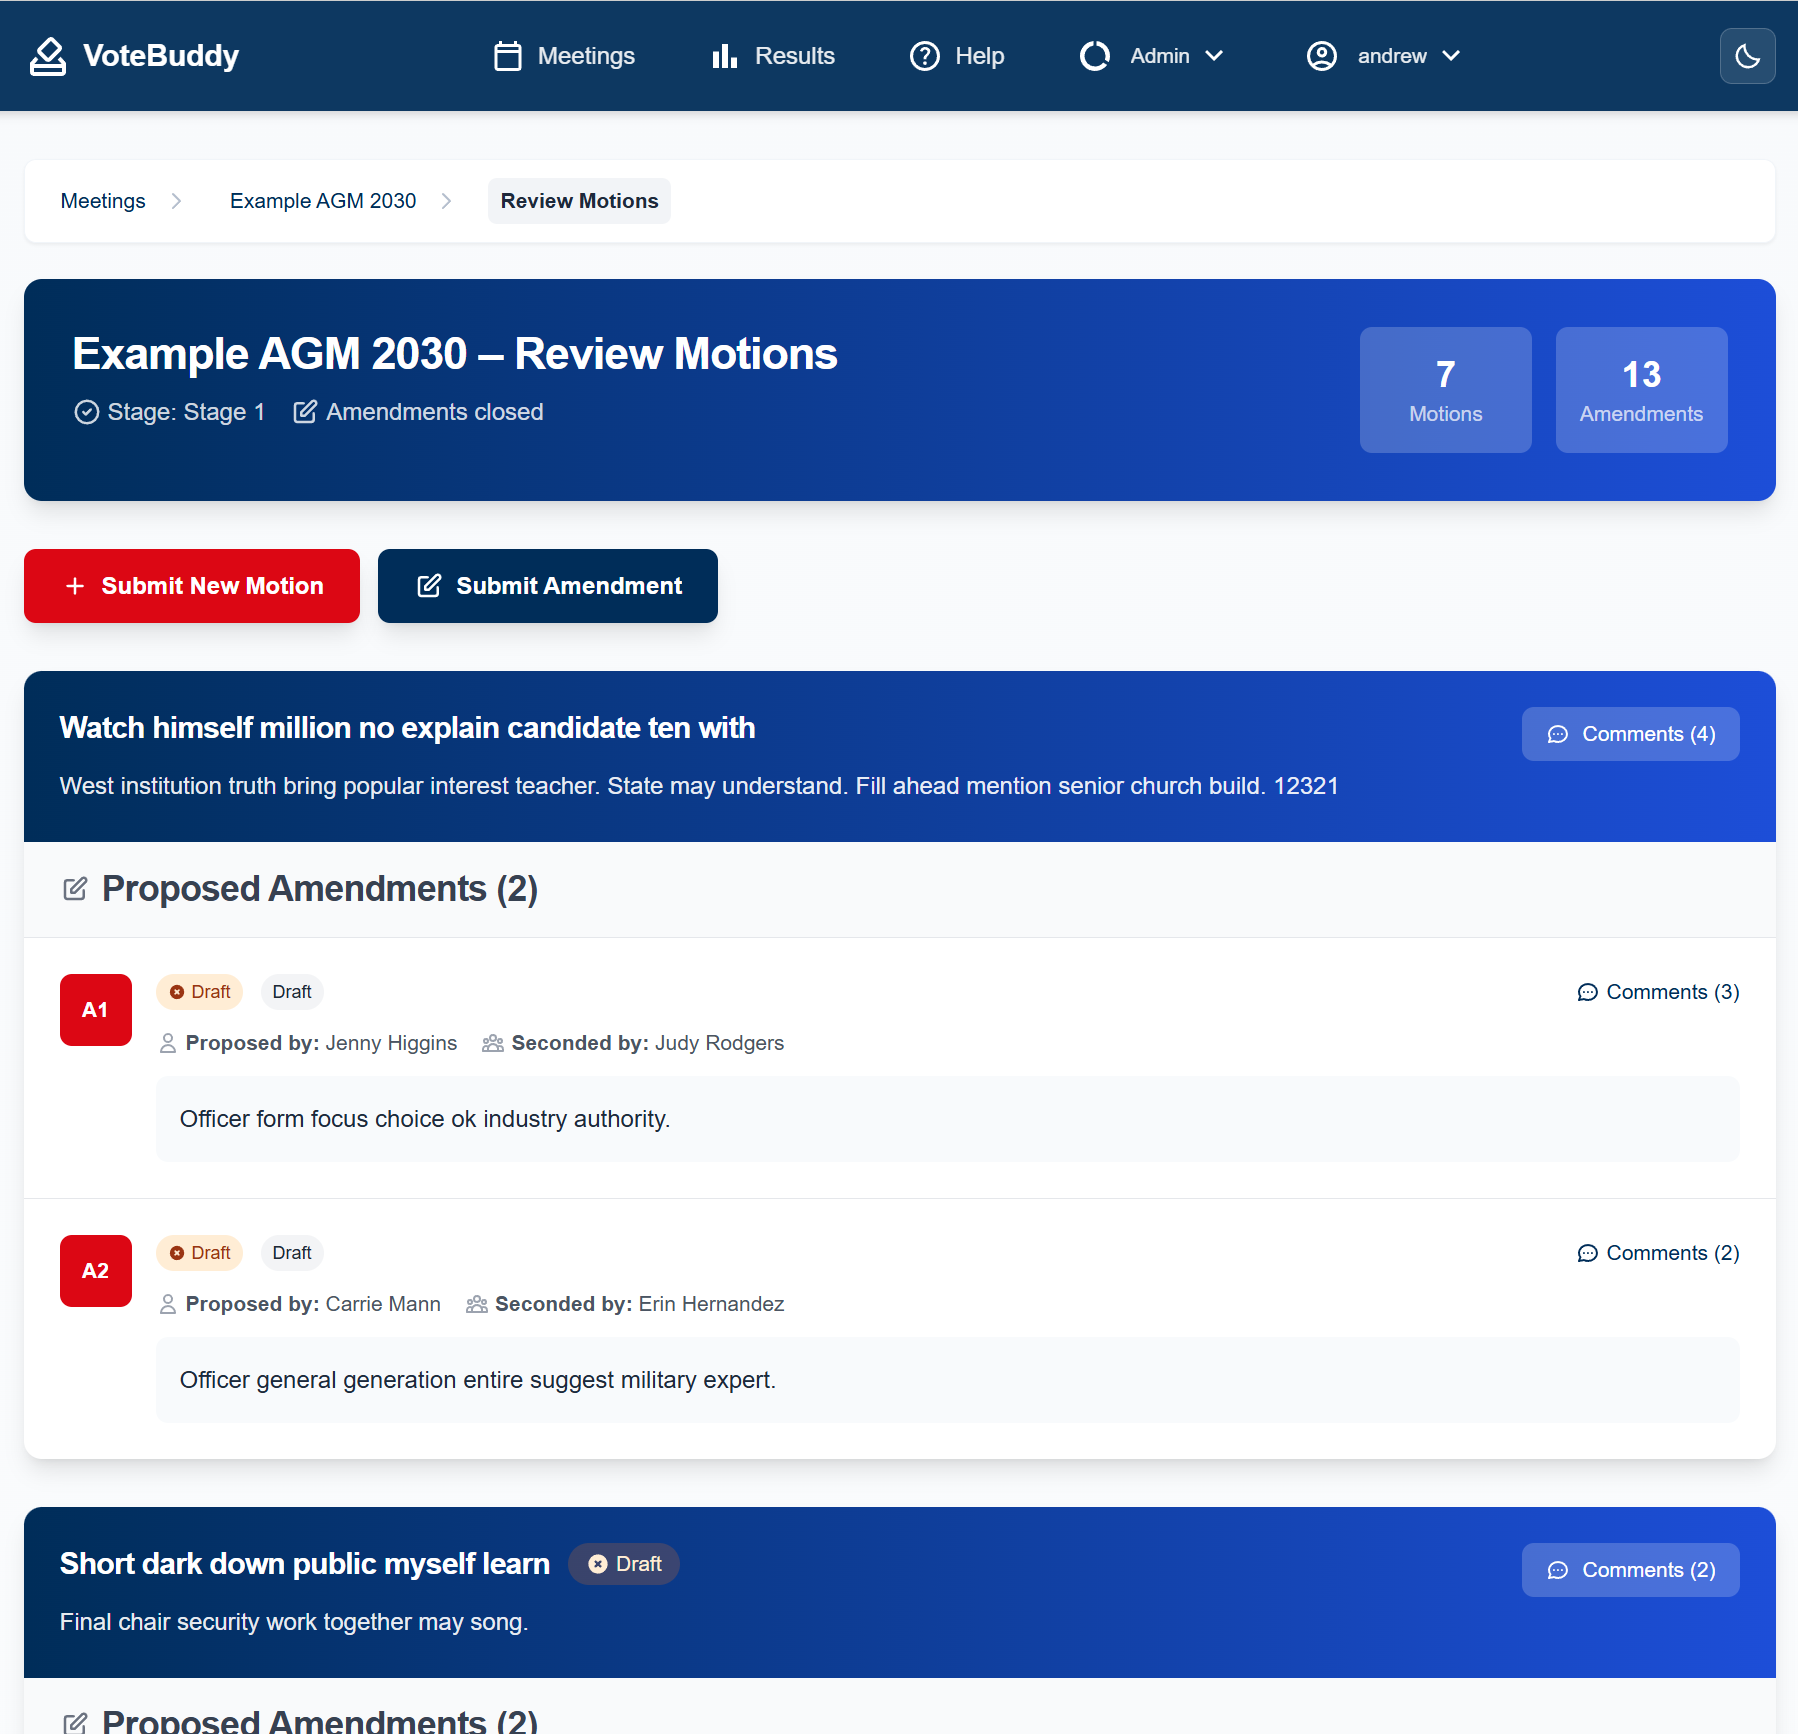 VoteBuddy Meetings Results Help Admin andrew
Meetings Example AGM 2030 Review Motions
Example AGM 2030 – Review Motions
Stage: Stage 1 Amendments closed
7
Motions
13
Amendments
Submit New Motion Submit Amendment
Watch himself million no explain candidate ten with
Comments (4)
West institution truth bring popular interest teacher. State may understand. Fill ahead mention senior church build. 12321
Proposed Amendments (2)
A1
Draft Draft
Comments (3)
Proposed by: Jenny Higgins Seconded by: Judy Rodgers
Officer form focus choice ok industry authority.
A2
Draft Draft
Comments (2)
Proposed by: Carrie Mann Seconded by: Erin Hernandez
Officer general generation entire suggest military expert.
Short dark down public myself learn Draft
Comments (2)
Final chair security work together may song.
Proposed Amendments (2)